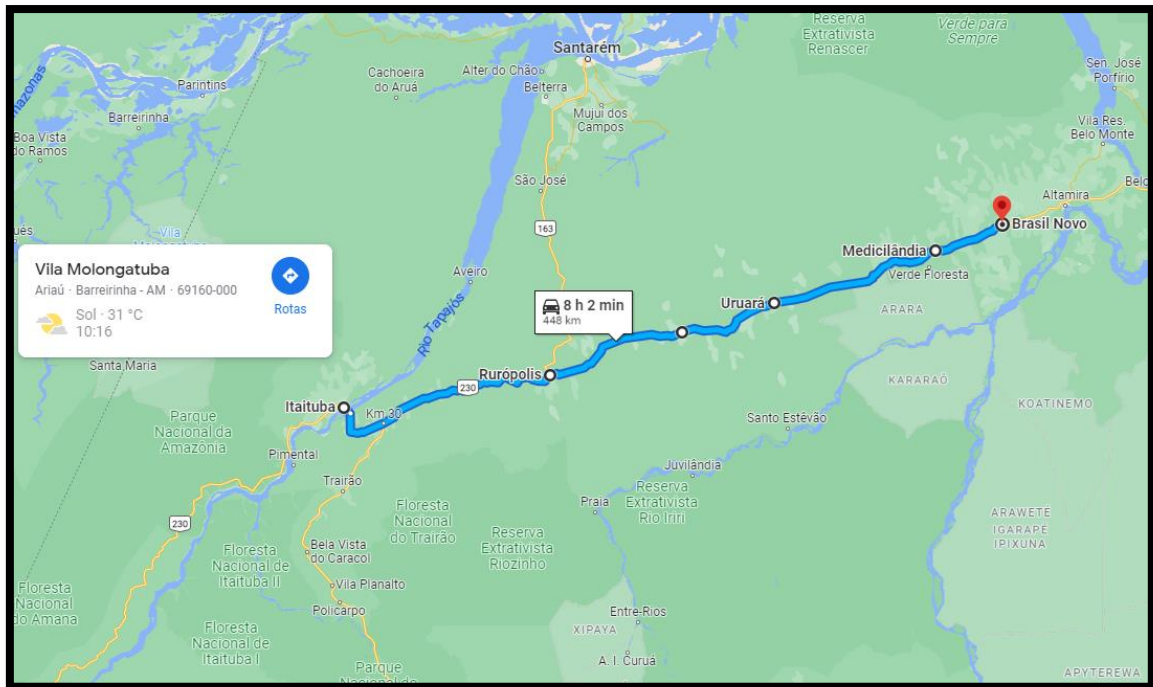 Reserva
Extrativista
Renascer
Verde para
Sempre
Santarém
Cachoeira
do Aruá
Alter do Chão
Belterra
Sen. José
Porfírio
Parintins
Barreirinha
Mujuí dos
Campos
Vila Res.
Belo Monte
Boa Vista
do Ramos
São José
Altamira
163
Brasil Novo
Medicilândia
Verde Floresta
Vila Molongatuba
Ariaú · Barreirinha - AM · 69160-000
Sol · 31 °C
10:16
Rotas
Aveiro
Rio Tapajós
8 h 2 min
448 km
Uruará
ARARA
Santa Maria
Rurópolis
230
KARARAÔ
Itaituba
Km 30
KOATINEMO
Parque
Nacional da
Amazônia
Santo Estêvão
Pimental
Juvilândia
Trairão
Reserva
Extrativista
Rio Iriri
Praia
Floresta
Nacional
do Trairão
Reserva
Extrativista
Riozinho
ARAWETE
IGARAPÉ
IPIXUNA
230
Bela Vista
do Caracol
Floresta
Nacional de
Itaituba II
Vila Planalto
Floresta
Nacional
do Amana
Policarpo
Entre-Rios
Floresta
Nacional de
Itaituba I
XIPAYA
A. I. Curuá
Parque
Nacional do
APYTEREWA